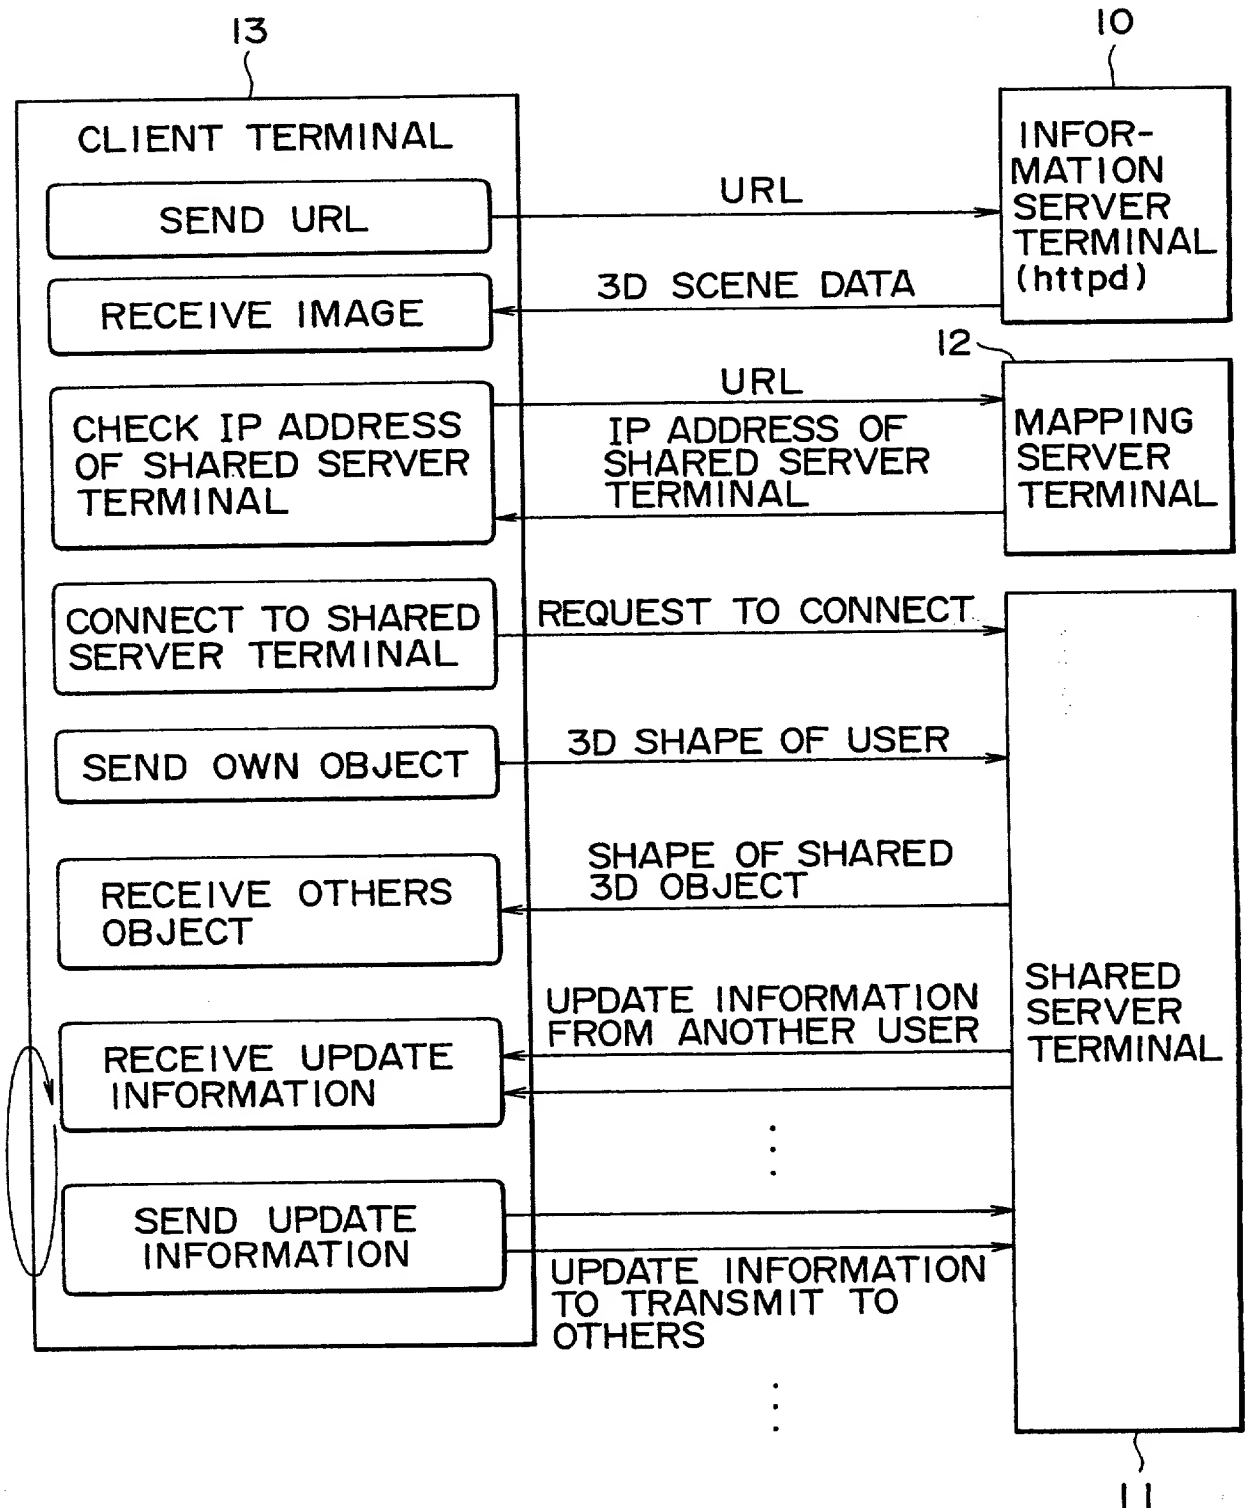 13
10
CLIENT TERMINAL
INFOR-
MATION
SERVER
TERMINAL
(httpd)
SEND URL
URL
RECEIVE IMAGE
3D SCENE DATA
12
CHECK IP ADDRESS
OF SHARED SERVER
TERMINAL
URL
IP ADDRESS OF
SHARED SERVER
TERMINAL
MAPPING
SERVER
TERMINAL
CONNECT TO SHARED
SERVER TERMINAL
REQUEST TO CONNECT
SEND OWN OBJECT
3D SHAPE OF USER
RECEIVE OTHERS
OBJECT
SHAPE OF SHARED
3D OBJECT
SHARED
SERVER
TERMINAL
RECEIVE UPDATE
INFORMATION
UPDATE INFORMATION
FROM ANOTHER USER
SEND UPDATE
INFORMATION
UPDATE INFORMATION
TO TRANSMIT TO
OTHERS
11